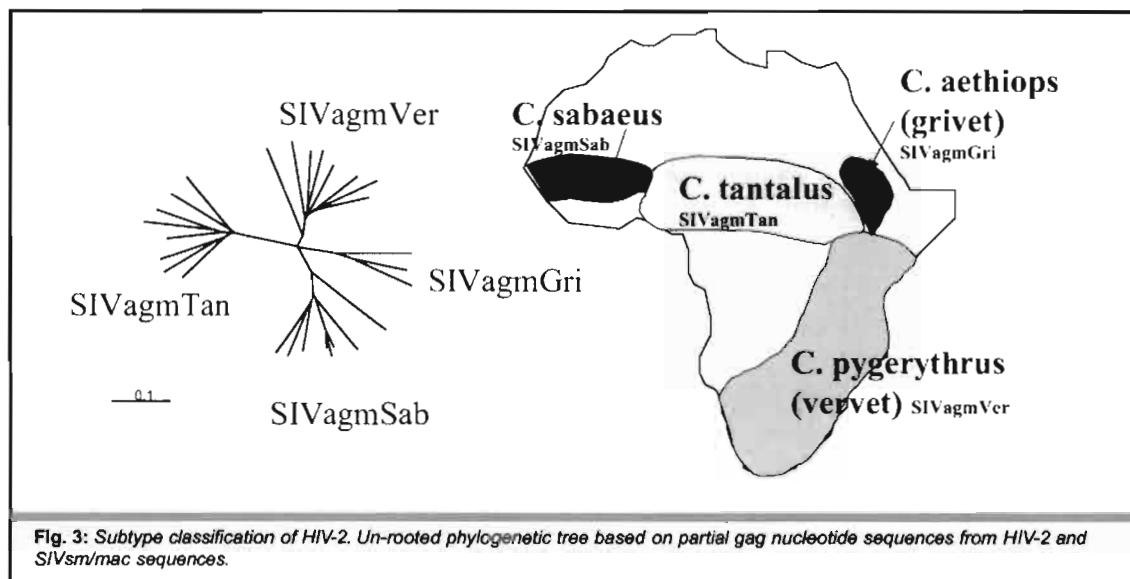 SIVagmVer
SIVagmTan
SIVagmGri
SIVagmSab
0.1
C. sabaeus
SIVagmSab
C. tantalus
SIVagmTan
C. aethiops
(grivet)
SIVagmGri
C. pygerythrus
(vervet) SIVagmVer
Fig. 3: Subtype classification of HIV-2. Un-rooted phylogenetic tree based on partial gag nucleotide sequences from HIV-2 and
SIVsm/mac sequences.